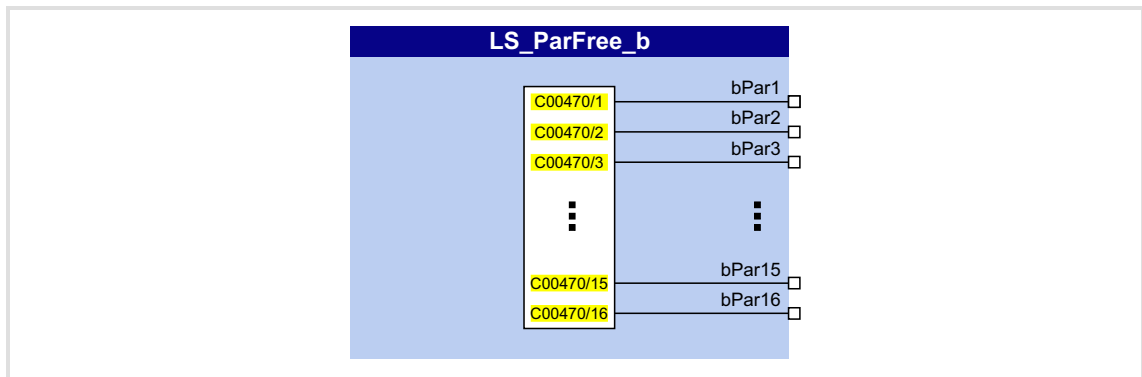 LS_ParFree_b
C00470/1 bPar1
C00470/2 bPar2
C00470/3 bPar3
C00470/15 bPar15
C00470/16 bPar16